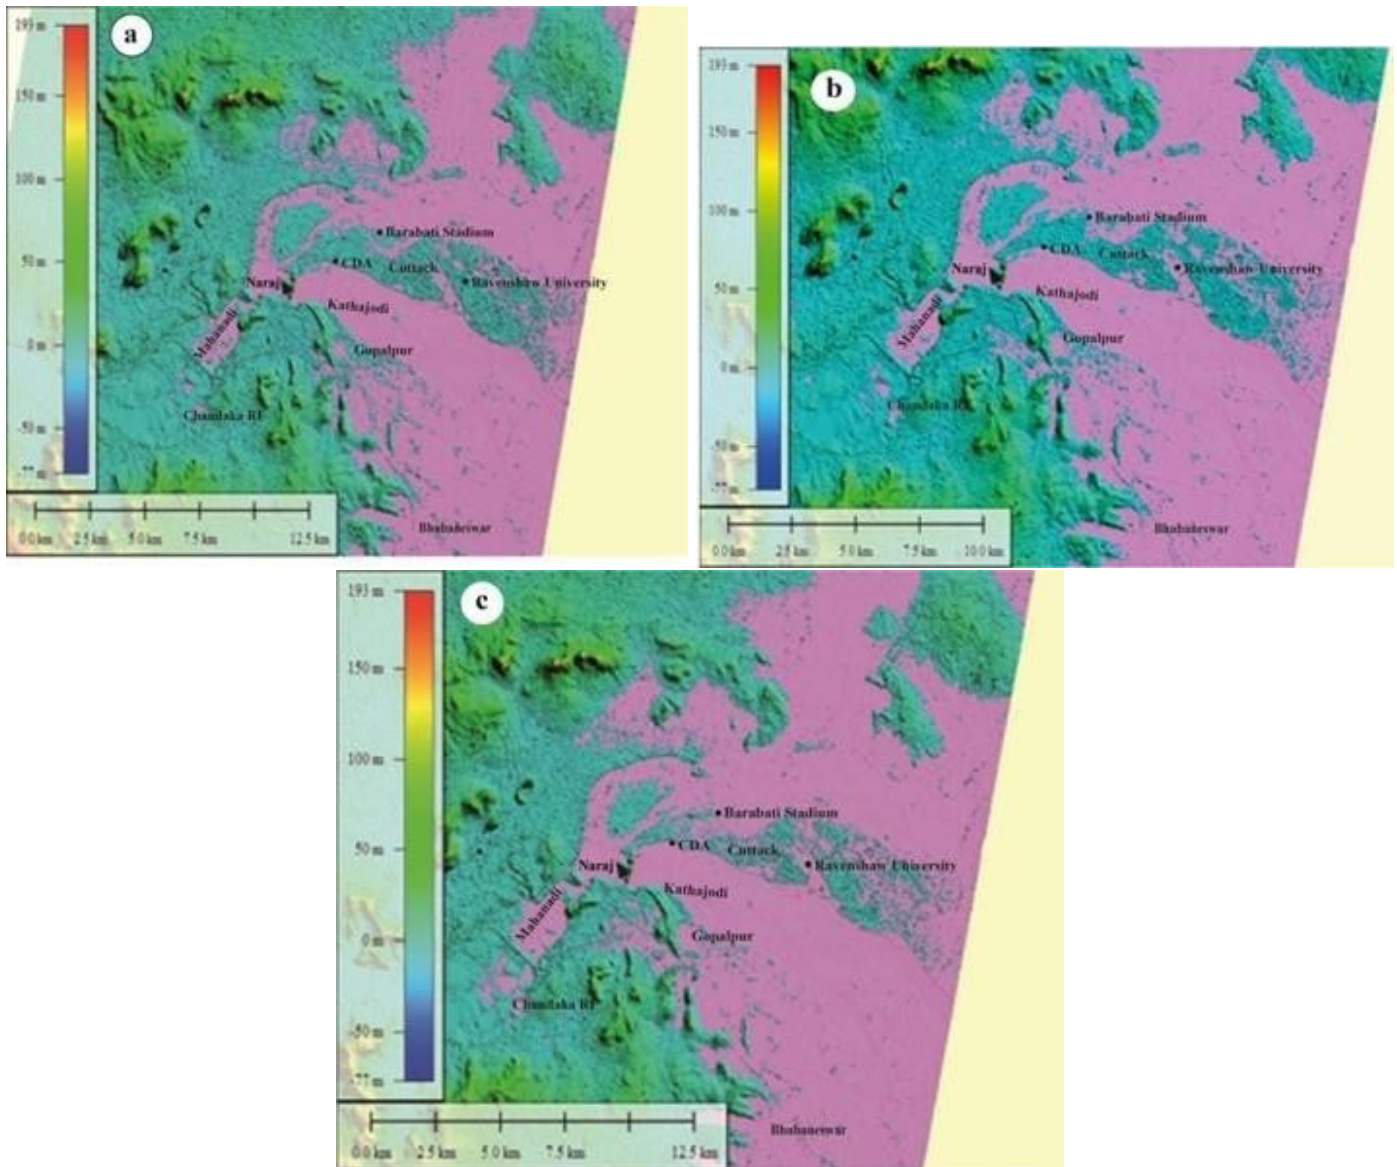 a
193 m
150 m
100 m
50 m
0 m
-50 m
-77 m
Barabati Stadium
CDA
Cuttack
Ravenshaw University
Naraj
Kathajodi
Mahanadi
Gopalpur
Chandaka RF
Bhubaneswar
0.0 km 2.5 km 5.0 km 7.5 km 12.5 km
b
193 m
150 m
100 m
50 m
0 m
-50 m
-77 m
Barabati Stadium
CDA
Cuttack
Ravenshaw University
Naraj
Kathajodi
Mahanadi
Gopalpur
Chandaka RF
Bhubaneswar
0.0 km 2.5 km 5.0 km 7.5 km 10.0 km
c
193 m
150 m
100 m
50 m
0 m
-50 m
-77 m
Barabati Stadium
CDA
Cuttack
Ravenshaw University
Naraj
Kathajodi
Mahanadi
Gopalpur
Chandaka RF
Bhubaneswar
0.0 km 2.5 km 5.0 km 7.5 km 12.5 km